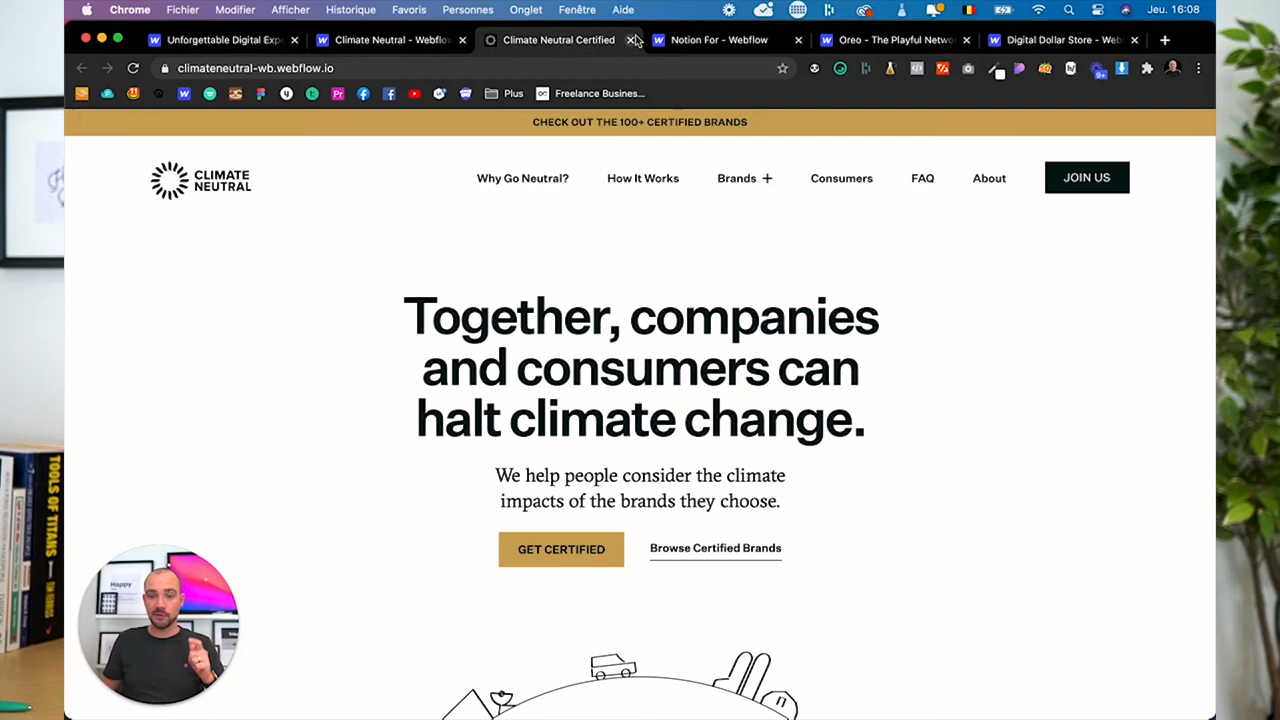 Chrome Fichier Modifier Afficher Historique Favoris Personnes Onglet Fenêtre Aide Jeu. 16:08
Unforgettable Digital Exp Climate Neutral - Webflow Climate Neutral Certified Notion For - Webflow Oreo - The Playful Netwo Digital Dollar Store - Web
climateneutral-wb.webflow.io
9+
Plus Freelance Busines...
CHECK OUT THE 100+ CERTIFIED BRANDS
CLIMATE
NEUTRAL
Why Go Neutral? How It Works Brands + Consumers FAQ About JOIN US
Together, companies
and consumers can
halt climate change.
We help people consider the climate
impacts of the brands they choose.
GET CERTIFIED Browse Certified Brands
Happy
TOOLS OF TITANS